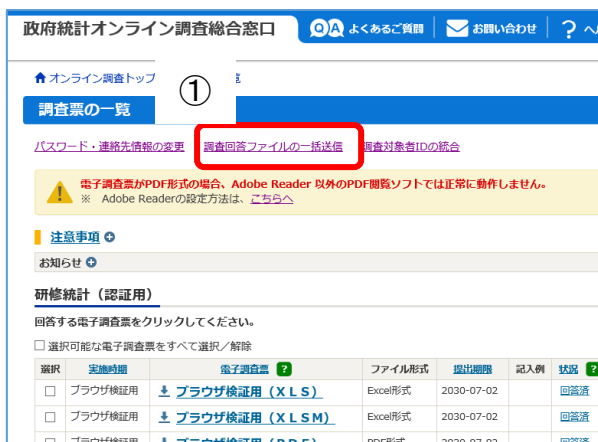 政府統計オンライン調査総合窓口 QA よくあるご質問 お問い合わせ ?
オンライン調査トップ
①
調査票の一覧
パスワード・連絡先情報の変更 調査回答ファイルの一括送信 調査対象者IDの統合
電子調査票がPDF形式の場合、Adobe Reader 以外のPDF閲覧ソフトでは正常に動作しません。
※ Adobe Readerの設定方法は、こちらへ
注意事項
お知らせ
研修統計（認証用）
回答する電子調査票をクリックしてください。
選択可能な電子調査票をすべて選択／解除
選択 実施時期 電子調査票 ? ファイル形式 提出期限 記入例 状況 ?
ブラウザ検証用 ブラウザ検証用（ＸＬＳ） Excel形式 2030-07-02 回答済
ブラウザ検証用 ブラウザ検証用（ＸＬＳＭ） Excel形式 2030-07-02 回答済